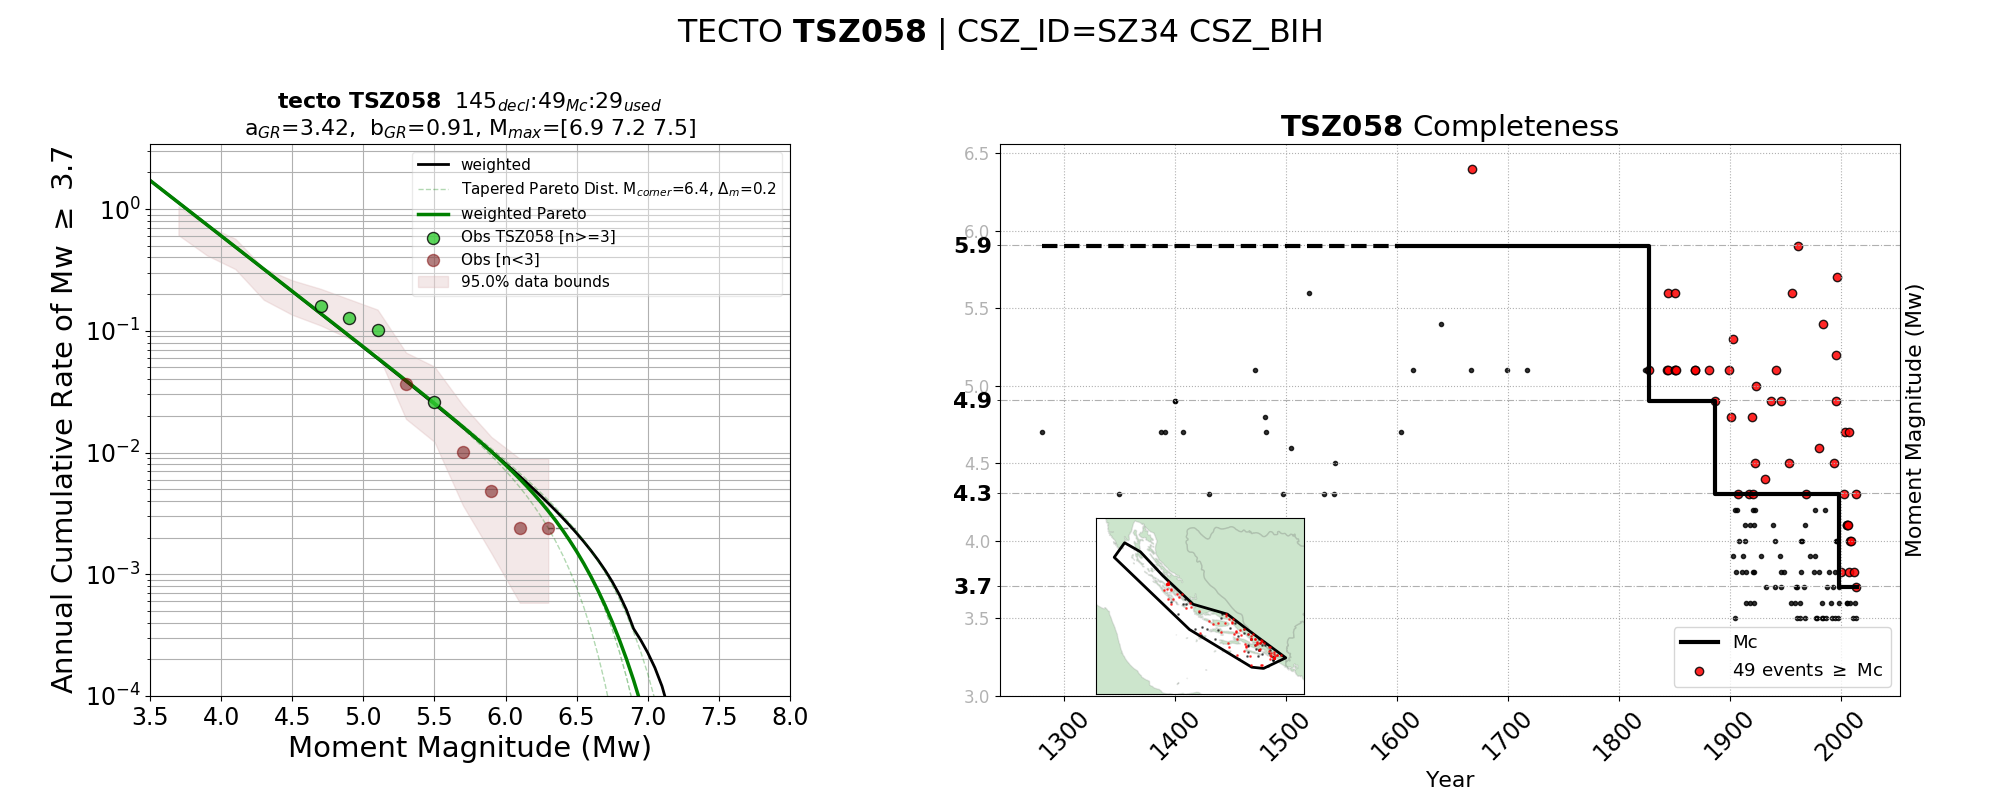 TECTO TSZ058 | CSZ_ID=SZ34 CSZ_BIH
tecto TSZ058 145decl:49Mc:29used
aGR=3.42, bGR=0.91, Mmax=[6.9 7.2 7.5]
Annual Cumulative Rate of Mw ≥ 3.7
10^0
10^-1
10^-2
10^-3
10^-4
weighted
Tapered Pareto Dist. Mcorner=6.4, Δm=0.2
weighted Pareto
Obs TSZ058 [n>=3]
Obs [n<3]
95.0% data bounds
3.5 4.0 4.5 5.0 5.5 6.0 6.5 7.0 7.5 8.0
Moment Magnitude (Mw)
TSZ058 Completeness
6.5
6.0
5.9
5.5
5.0
4.9
4.5
4.3
4.0
3.7
3.5
3.0
Moment Magnitude (Mw)
Mc
49 events ≥ Mc
1300 1400 1500 1600 1700 1800 1900 2000
Year